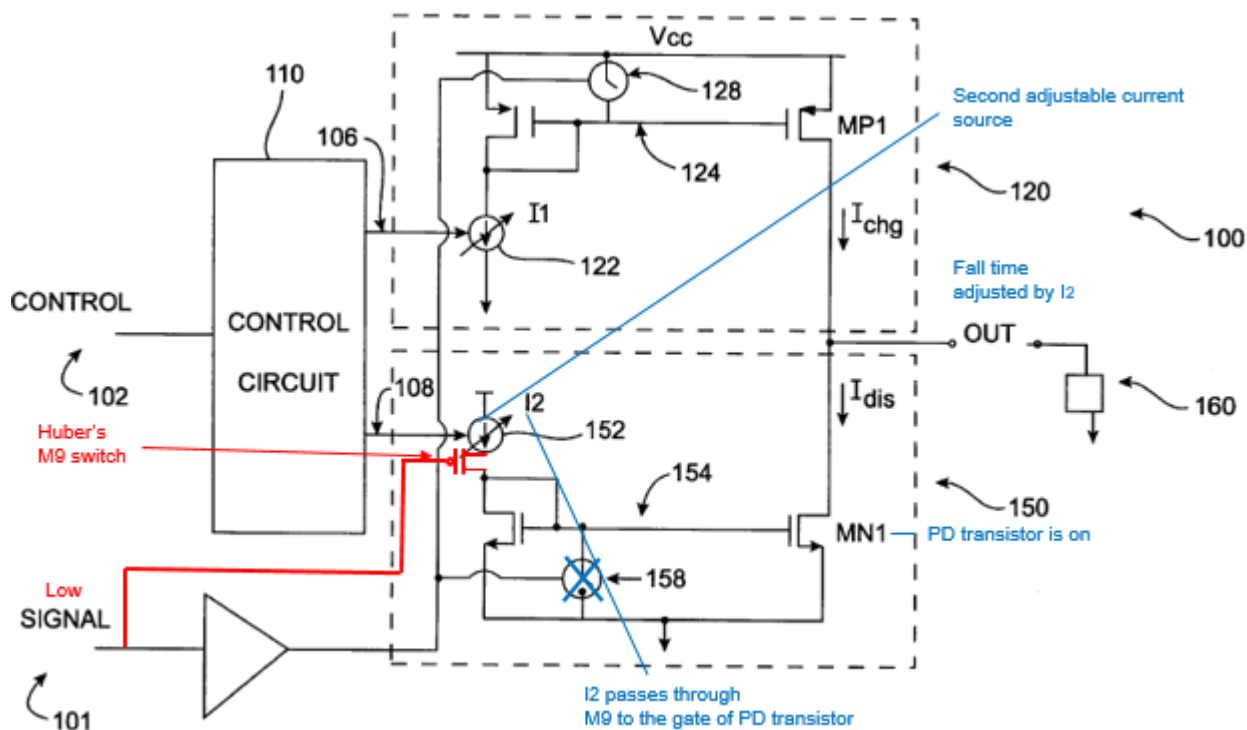 Vcc
110
128
Second adjustable current
source
106
MP1
124
120
I1
Ichg
100
122
Fall time
adjusted by I2
CONTROL
CONTROL
CIRCUIT
OUT
102
108
I2
Idis
152
160
Huber's
M9 switch
154
150
MN1
PD transistor is on
Low
158
SIGNAL
101
I2 passes through
M9 to the gate of PD transistor